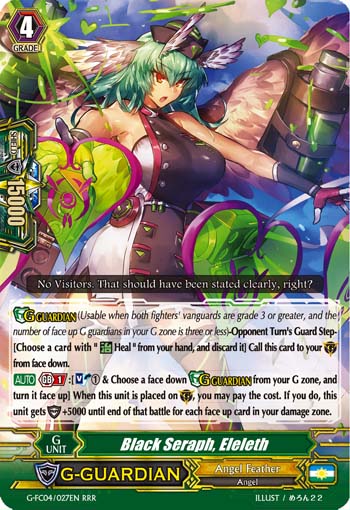 4
GRADE
15000
No Visitors. That should have been stated clearly, right?
G GUARDIAN (Usable when both fighters' vanguards are grade 3 or greater, and the
number of face up G guardians in your G zone is three or less)-Opponent Turn's Guard Step-
[Choose a card with " Heal " from your hand, and discard it] Call this card to your G
from face down.
AUTO GB 1 :[V 1 & Choose a face down G GUARDIAN from your G zone, and
turn it face up] When this unit is placed on G, you may pay the cost. If you do, this
unit gets +5000 until end of that battle for each face up card in your damage zone.
G
UNIT
Black Seraph, Eleleth
G-GUARDIAN
Angel Feather
Angel
G-FC04/027EN RRR
ILLUST / めろん22